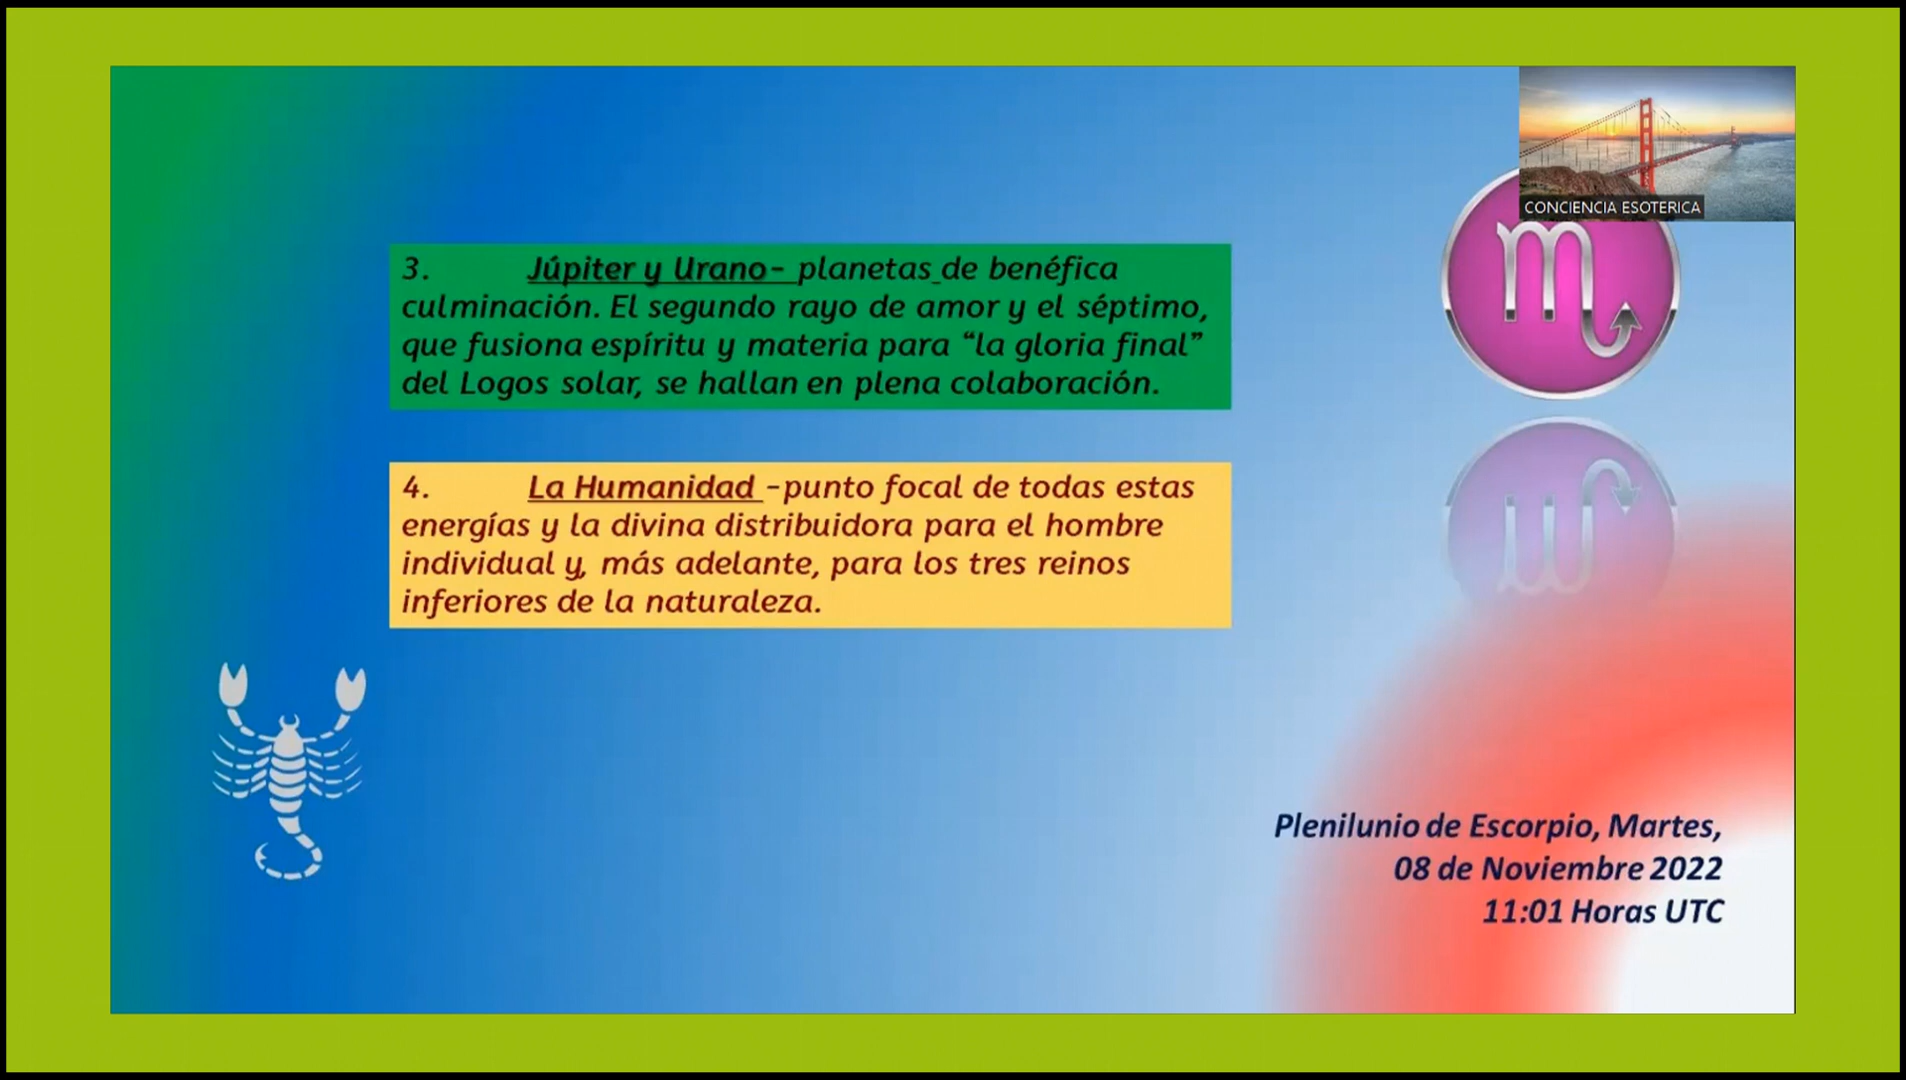 CONCIENCIA ESOTERICA
3. Júpiter y Urano- planetas de benéfica
culminación. El segundo rayo de amor y el séptimo,
que fusiona espíritu y materia para “la gloria final”
del Logos solar, se hallan en plena colaboración.
4. La Humanidad -punto focal de todas estas
energías y la divina distribuidora para el hombre
individual y, más adelante, para los tres reinos
inferiores de la naturaleza.
Plenilunio de Escorpio, Martes,
08 de Noviembre 2022
11:01 Horas UTC